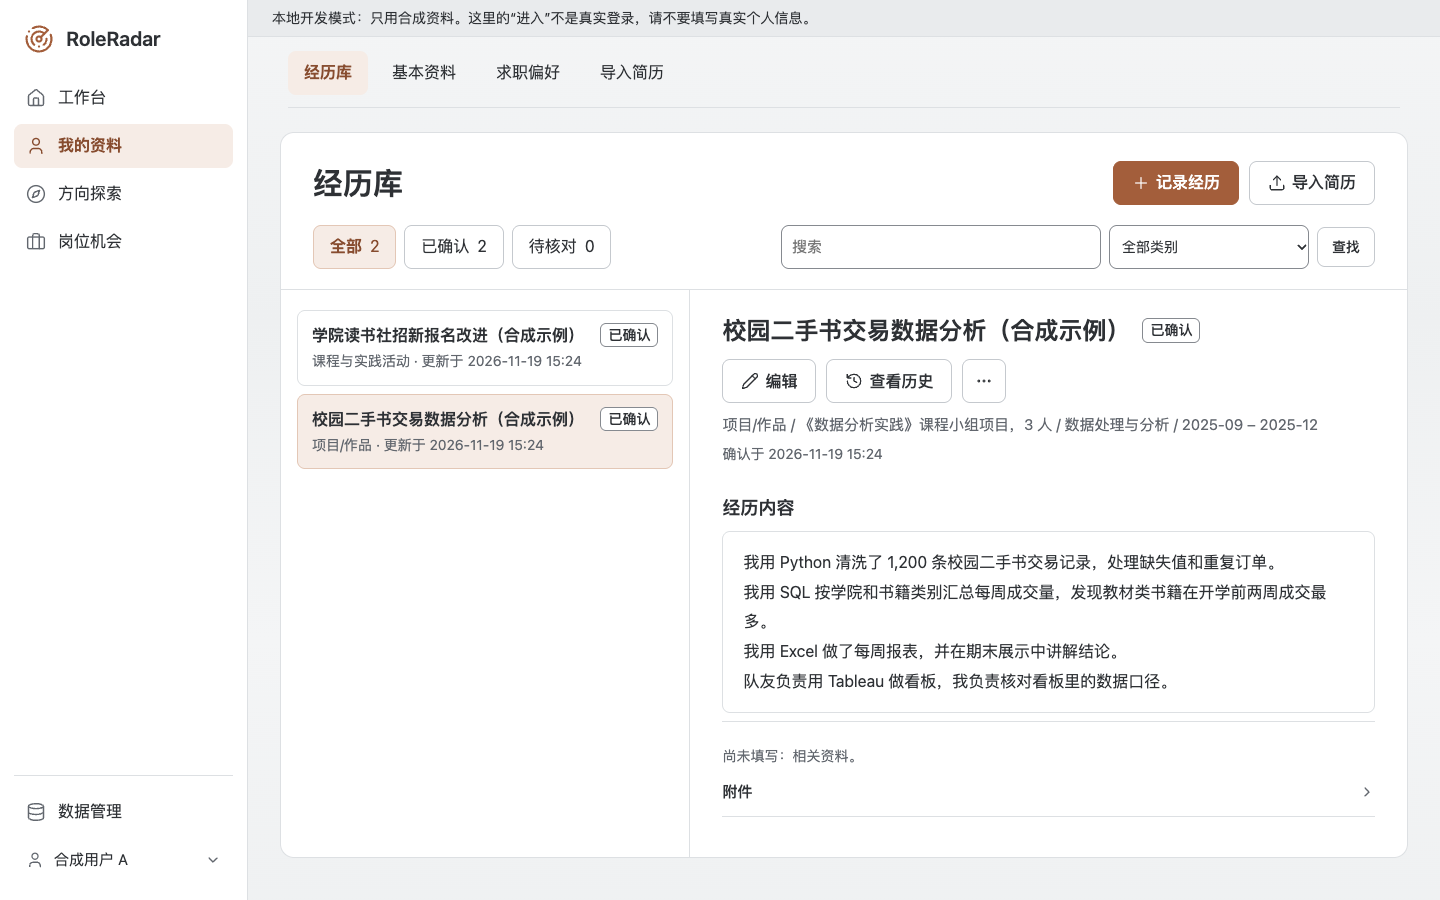 RoleRadar
工作台
我的资料
方向探索
岗位机会
数据管理
合成用户 A
本地开发模式：只用合成资料。这里的“进入”不是真实登录，请不要填写真实个人信息。
经历库 基本资料 求职偏好 导入简历
经历库
+ 记录经历 导入简历
全部 2 已确认 2 待核对 0
搜索 全部类别 查找
学院读书社招新报名改进（合成示例） 已确认
课程与实践活动 · 更新于 2026-11-19 15:24
校园二手书交易数据分析（合成示例） 已确认
项目/作品 · 更新于 2026-11-19 15:24
校园二手书交易数据分析（合成示例） 已确认
编辑 查看历史 ···
项目/作品 / 《数据分析实践》课程小组项目，3 人 / 数据处理与分析 / 2025-09 – 2025-12
确认于 2026-11-19 15:24
经历内容
我用 Python 清洗了 1,200 条校园二手书交易记录，处理缺失值和重复订单。
我用 SQL 按学院和书籍类别汇总每周成交量，发现教材类书籍在开学前两周成交最
多。
我用 Excel 做了每周报表，并在期末展示中讲解结论。
队友负责用 Tableau 做看板，我负责核对看板里的数据口径。
尚未填写：相关资料。
附件